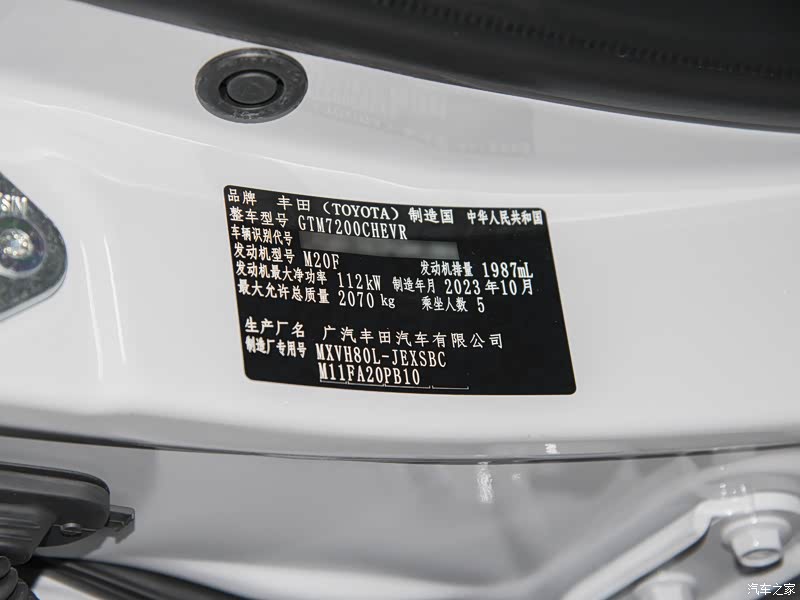 品牌 丰田（TOYOTA） 制造国 中华人民共和国
整车型号 GTM7200CHEVR
车辆识别代号
发动机型号 M20F 发动机排量 1987mL
发动机最大净功率 112kW 制造年月 2023年10月
最大允许总质量 2070 kg 乘坐人数 5
生产厂名 广汽丰田汽车有限公司
制造厂专用号 MXVH80L-JEXSBC
M11FA20PB10
汽车之家